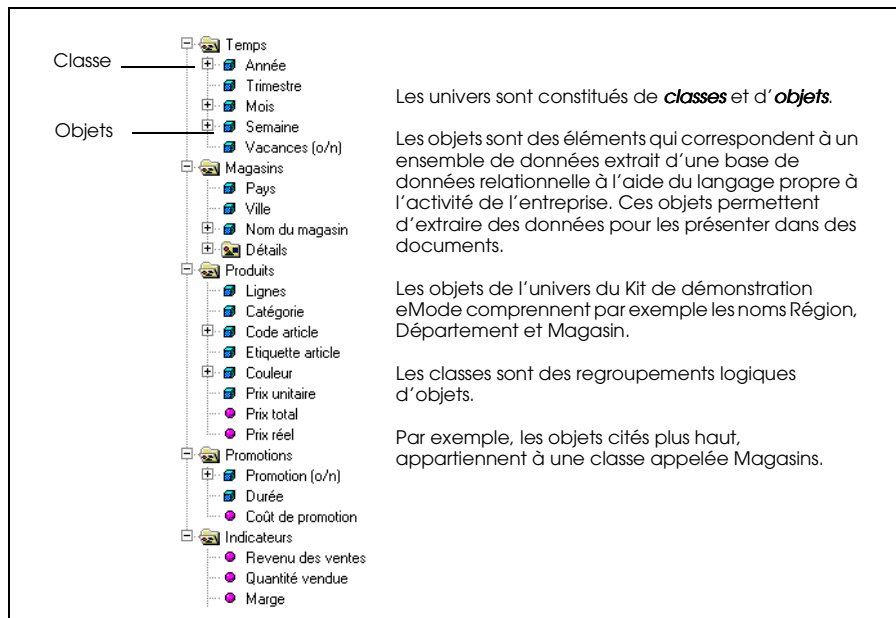 Classe
Objets
Temps
Année
Trimestre
Mois
Semaine
Vacances (o/n)
Magasins
Pays
Ville
Nom du magasin
Détails
Produits
Lignes
Catégorie
Code article
Etiquette article
Couleur
Prix unitaire
Prix total
Prix réel
Promotions
Promotion (o/n)
Durée
Coût de promotion
Indicateurs
Revenu des ventes
Quantité vendue
Marge
Les univers sont constitués de classes et d'objets.
Les objets sont des éléments qui correspondent à un
ensemble de données extrait d'une base de
données relationnelle à l'aide du langage propre à
l'activité de l'entreprise. Ces objets permettent
d'extraire des données pour les présenter dans des
documents.
Les objets de l'univers du Kit de démonstration
eMode comprennent par exemple les noms Région,
Département et Magasin.
Les classes sont des regroupements logiques
d'objets.
Par exemple, les objets cités plus haut,
appartiennent à une classe appelée Magasins.